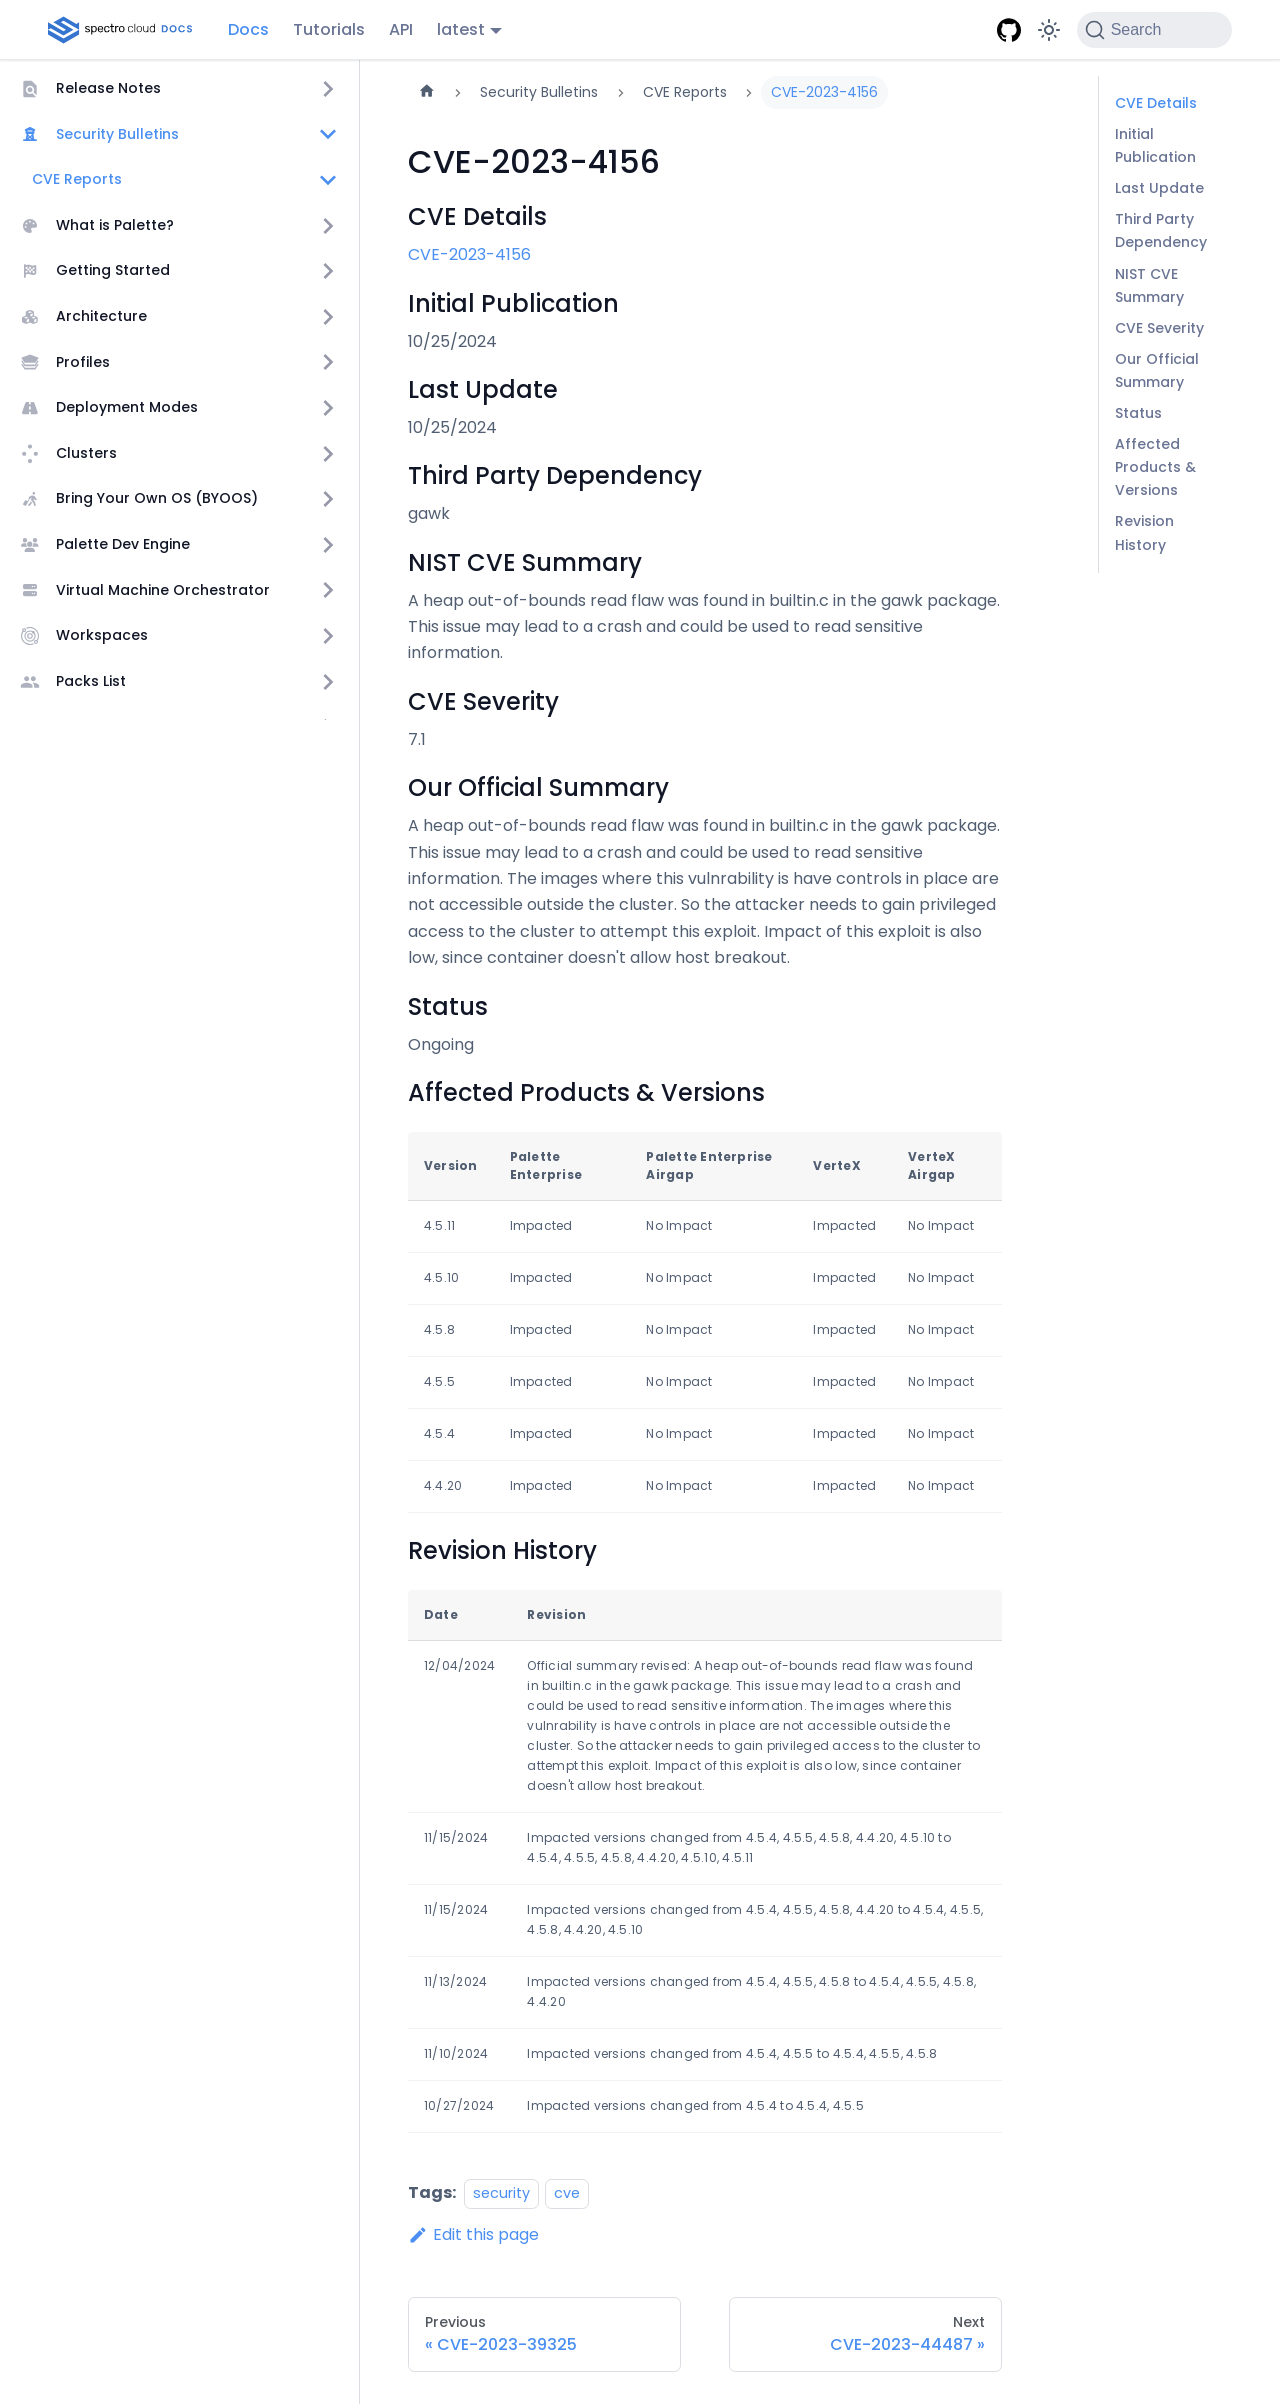 spectro cloud DOCS
Docs
Tutorials
API
latest
Search
Release Notes
Security Bulletins
CVE Reports
What is Palette?
Getting Started
Architecture
Profiles
Deployment Modes
Clusters
Bring Your Own OS (BYOOS)
Palette Dev Engine
Virtual Machine Orchestrator
Workspaces
Packs List
Security Bulletins
CVE Reports
CVE-2023-4156
CVE-2023-4156
CVE Details
CVE-2023-4156
Initial Publication
10/25/2024
Last Update
10/25/2024
Third Party Dependency
gawk
NIST CVE Summary
A heap out-of-bounds read flaw was found in builtin.c in the gawk package.
This issue may lead to a crash and could be used to read sensitive
information.
CVE Severity
7.1
Our Official Summary
A heap out-of-bounds read flaw was found in builtin.c in the gawk package.
This issue may lead to a crash and could be used to read sensitive
information. The images where this vulnrability is have controls in place are
not accessible outside the cluster. So the attacker needs to gain privileged
access to the cluster to attempt this exploit. Impact of this exploit is also
low, since container doesn't allow host breakout.
Status
Ongoing
Affected Products & Versions
Version Palette Enterprise Palette Enterprise Airgap VerteX VerteX Airgap
4.5.11 Impacted No Impact Impacted No Impact
4.5.10 Impacted No Impact Impacted No Impact
4.5.8 Impacted No Impact Impacted No Impact
4.5.5 Impacted No Impact Impacted No Impact
4.5.4 Impacted No Impact Impacted No Impact
4.4.20 Impacted No Impact Impacted No Impact
Revision History
Date Revision
12/04/2024 Official summary revised: A heap out-of-bounds read flaw was found
in builtin.c in the gawk package. This issue may lead to a crash and
could be used to read sensitive information. The images where this
vulnrability is have controls in place are not accessible outside the
cluster. So the attacker needs to gain privileged access to the cluster to
attempt this exploit. Impact of this exploit is also low, since container
doesn't allow host breakout.
11/15/2024 Impacted versions changed from 4.5.4, 4.5.5, 4.5.8, 4.4.20, 4.5.10 to
4.5.4, 4.5.5, 4.5.8, 4.4.20, 4.5.10, 4.5.11
11/15/2024 Impacted versions changed from 4.5.4, 4.5.5, 4.5.8, 4.4.20 to 4.5.4, 4.5.5,
4.5.8, 4.4.20, 4.5.10
11/13/2024 Impacted versions changed from 4.5.4, 4.5.5, 4.5.8 to 4.5.4, 4.5.5, 4.5.8,
4.4.20
11/10/2024 Impacted versions changed from 4.5.4, 4.5.5 to 4.5.4, 4.5.5, 4.5.8
10/27/2024 Impacted versions changed from 4.5.4 to 4.5.4, 4.5.5
Tags: security cve
Edit this page
Previous
« CVE-2023-39325
Next
CVE-2023-44487 »
CVE Details
Initial
Publication
Last Update
Third Party
Dependency
NIST CVE
Summary
CVE Severity
Our Official
Summary
Status
Affected
Products &
Versions
Revision
History